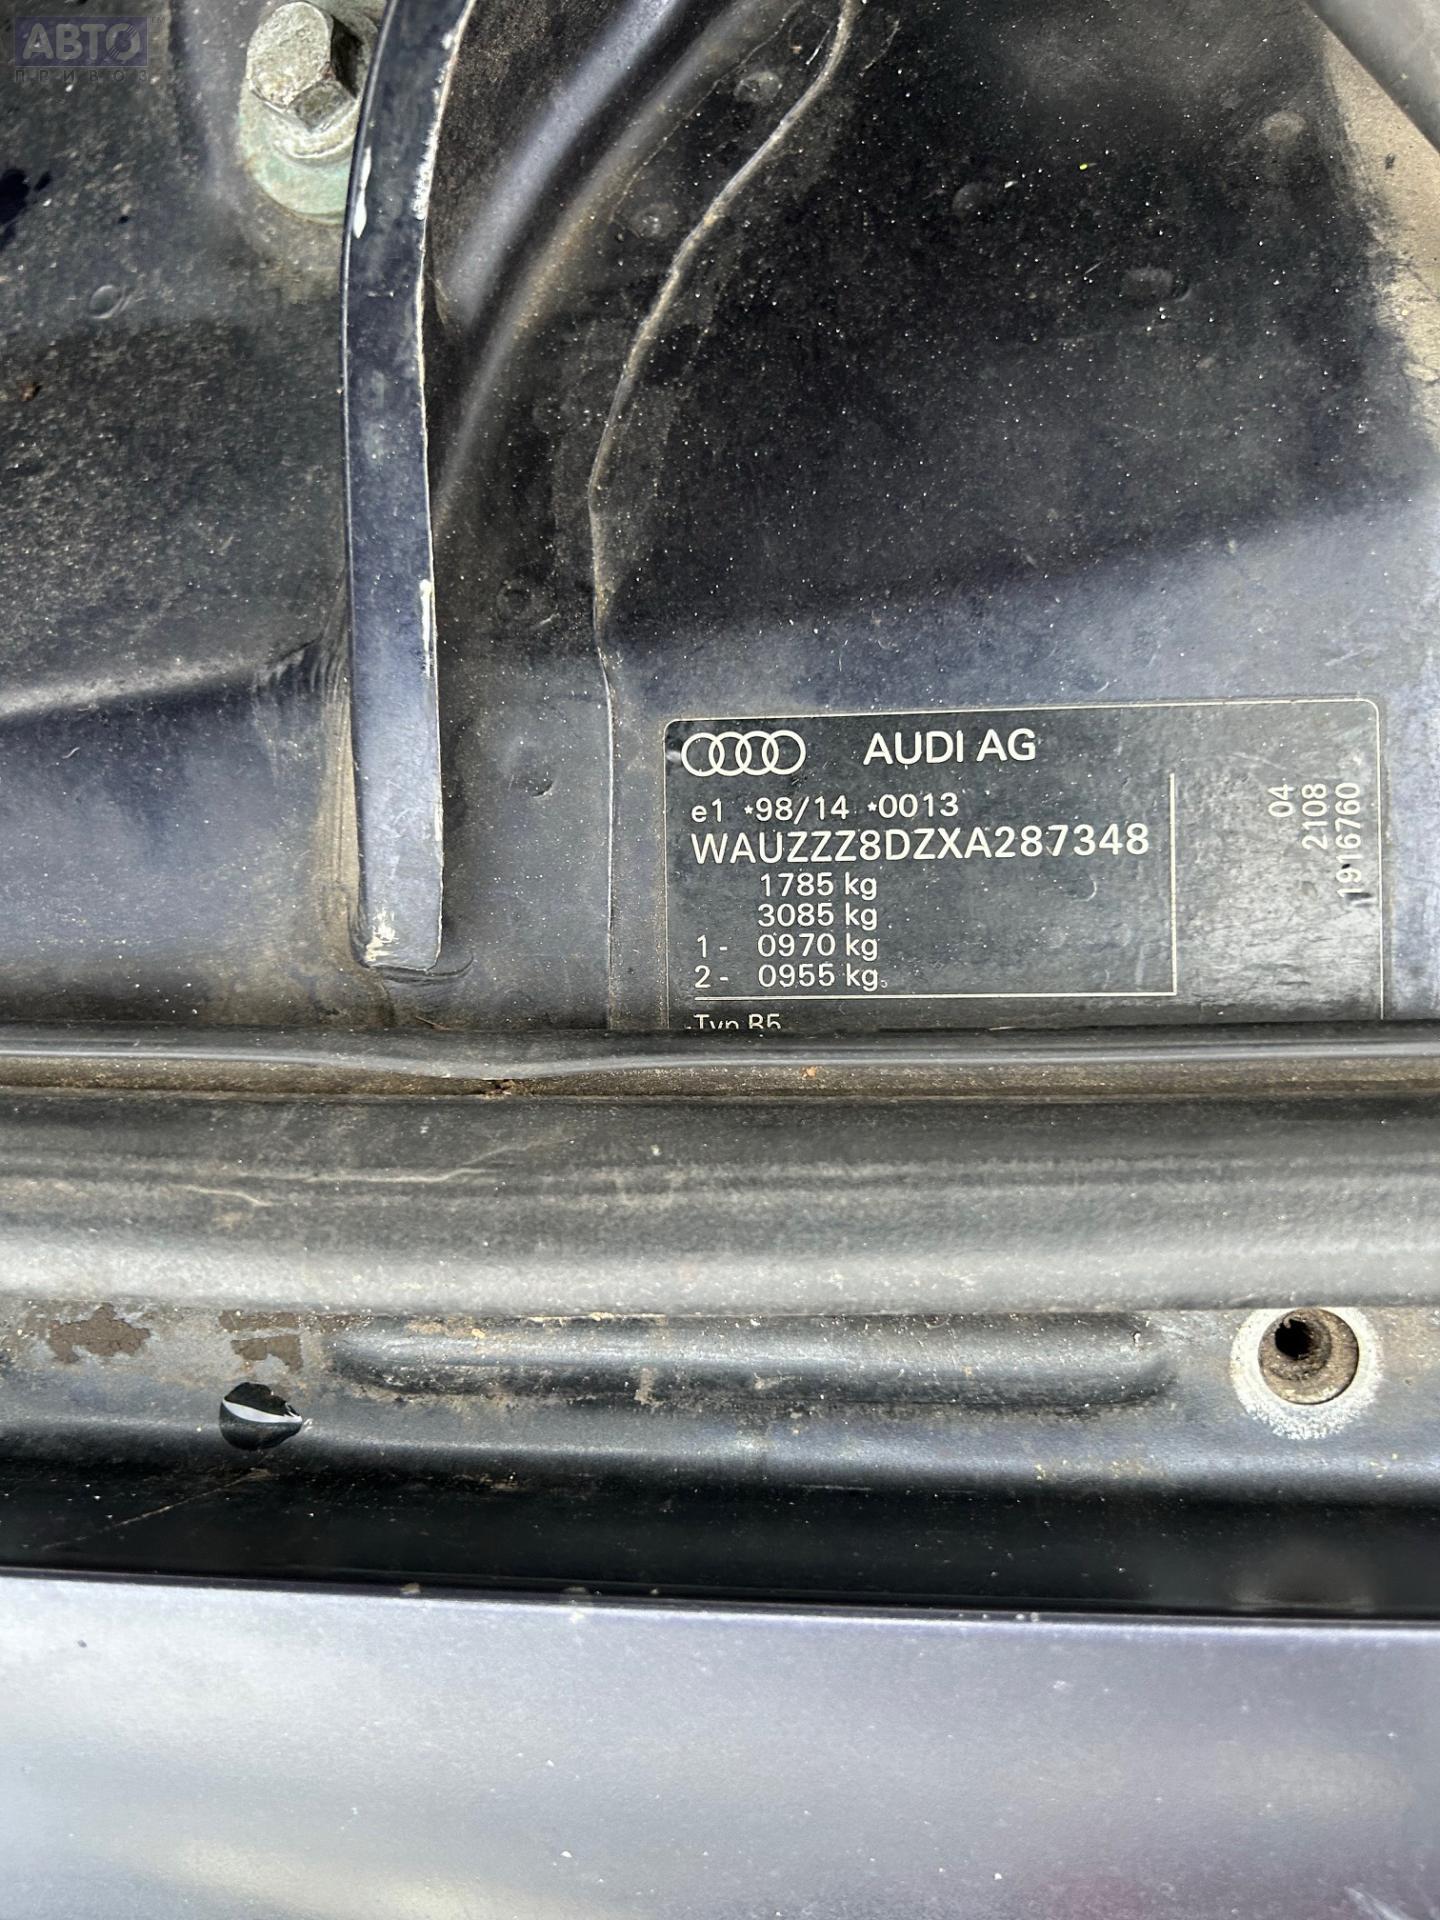 АВТО
ПРИВОЗ
AUDI AG
e1 *98/14 *0013
WAUZZZ8DZXA287348
1785 kg
3085 kg
1- 0970 kg
2- 0955 kg
Typ B5
04
2108
1916760